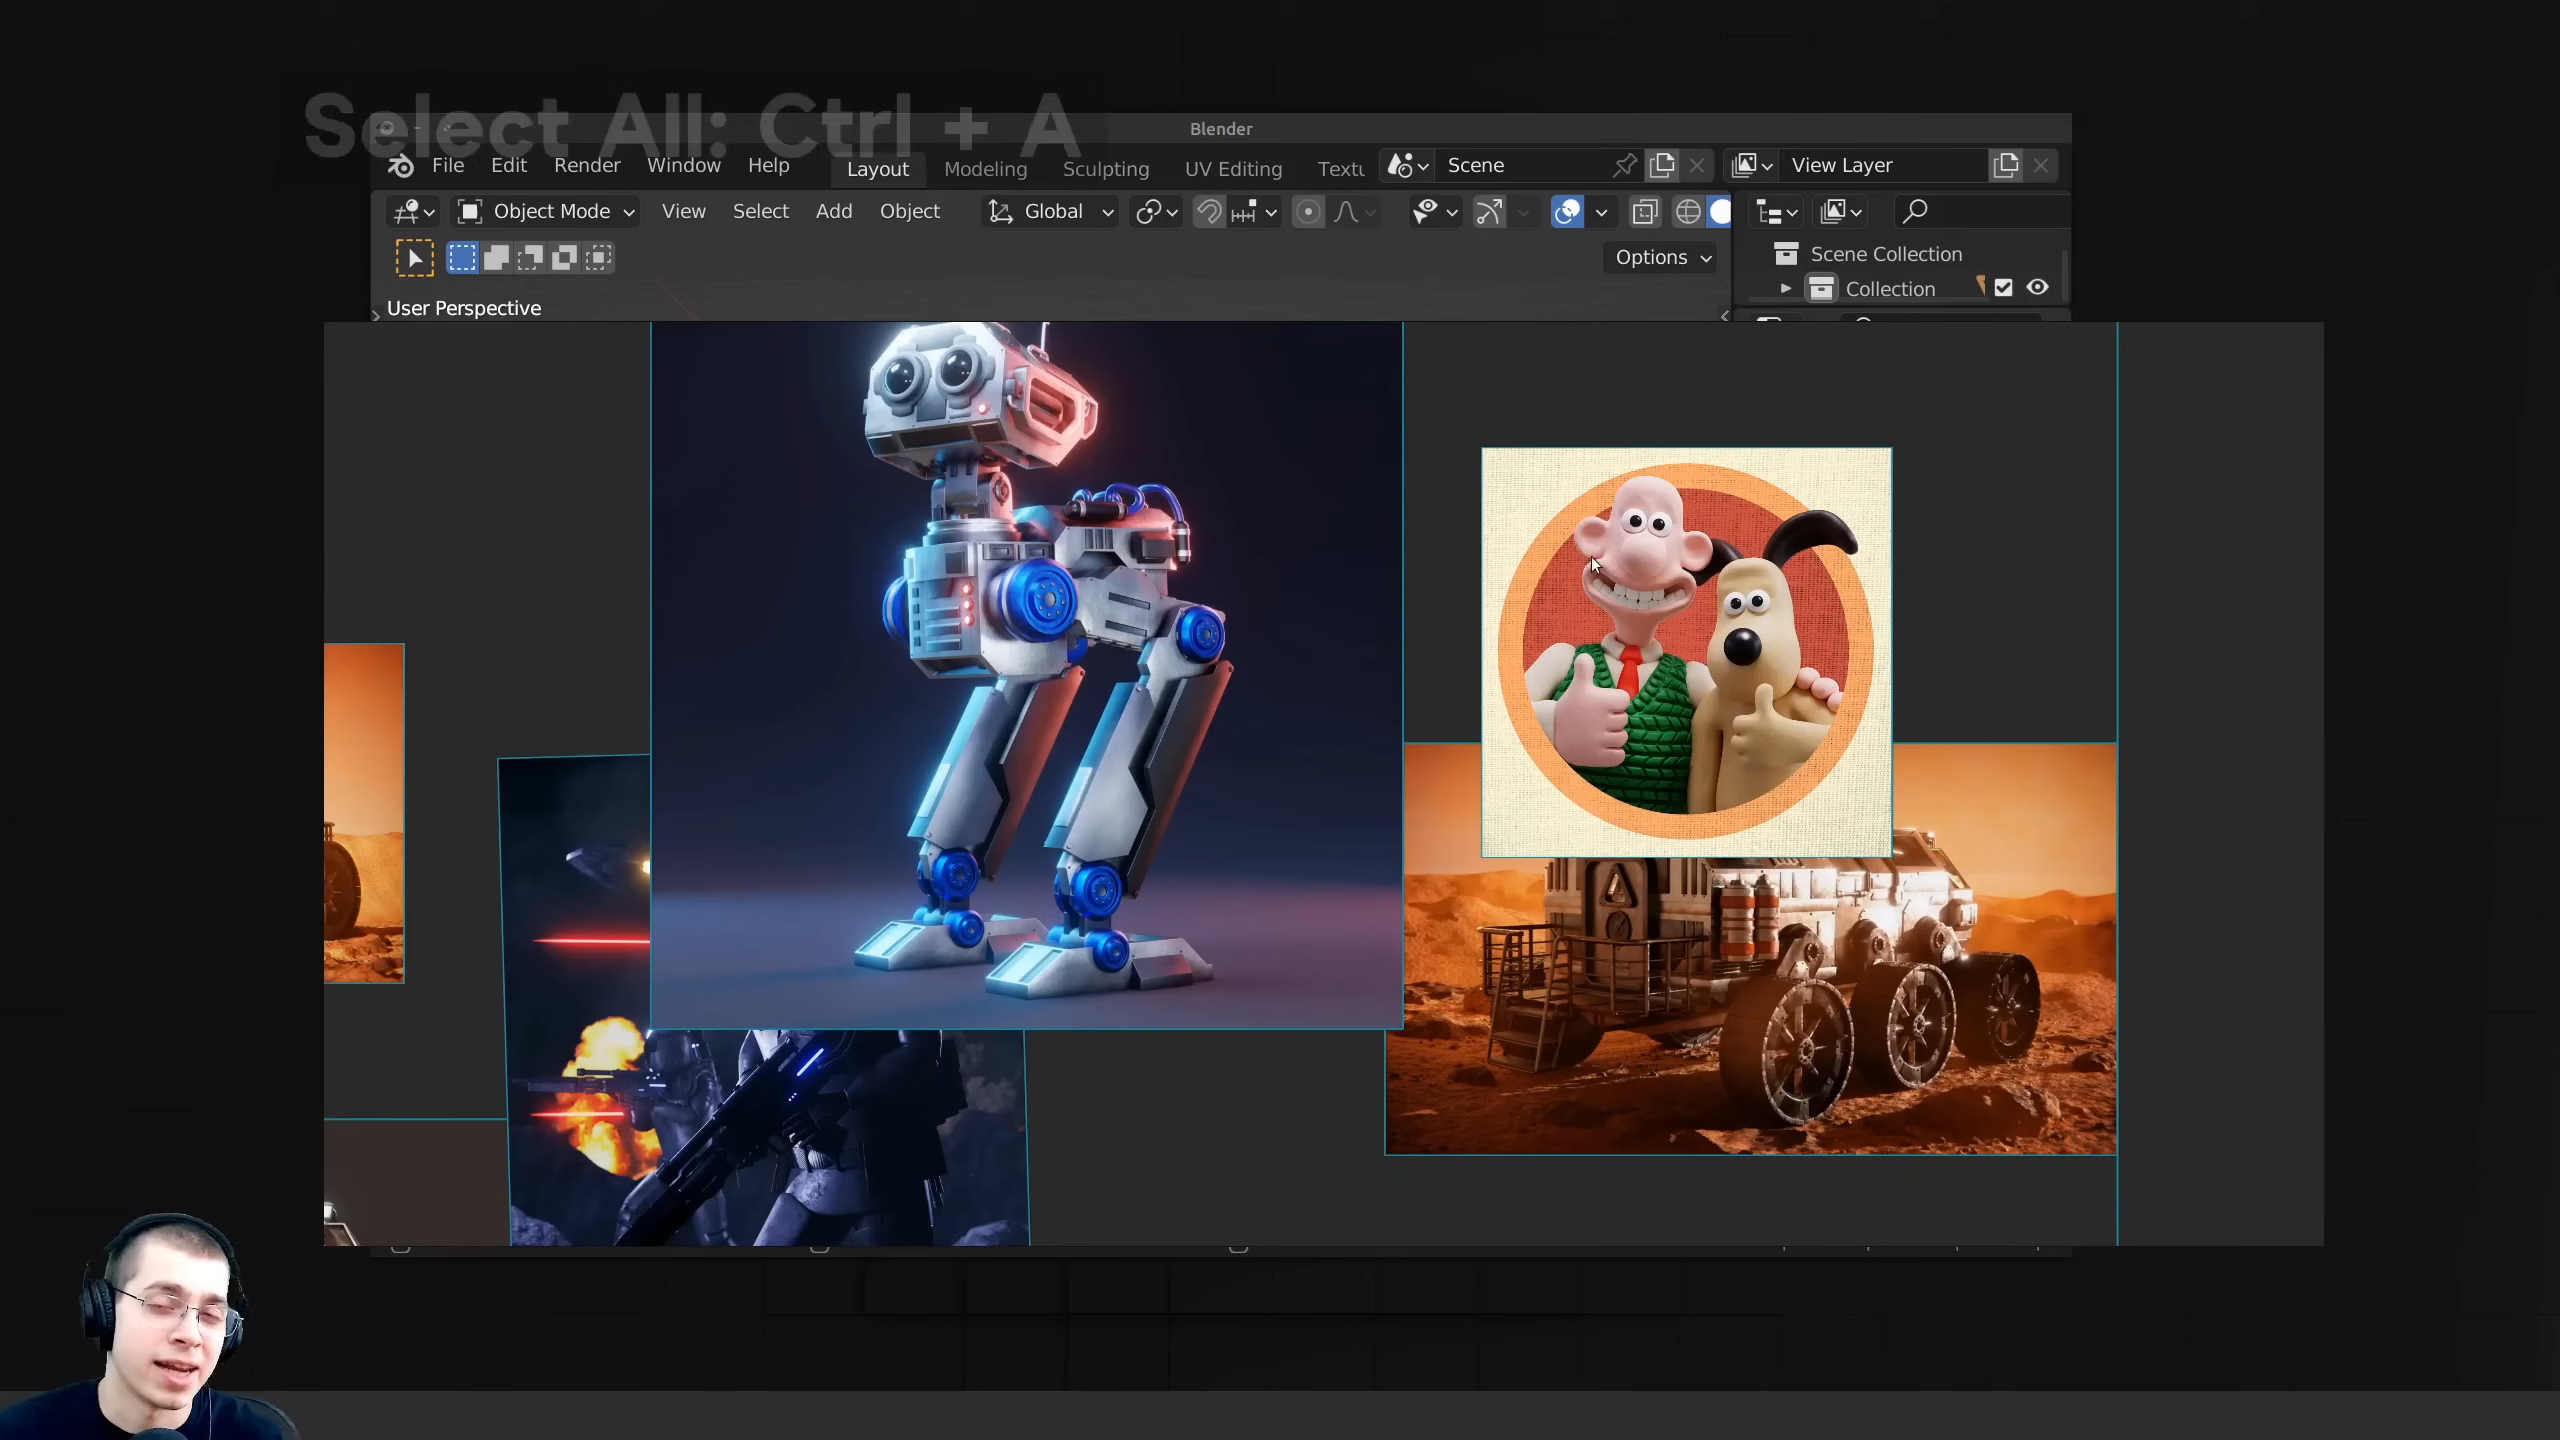 Select All: Ctrl + A
Blender
File Edit Render Window Help Layout Modeling Sculpting UV Editing Textu Scene View Layer
Object Mode View Select Add Object Global
Options
Scene Collection
Collection
User Perspective